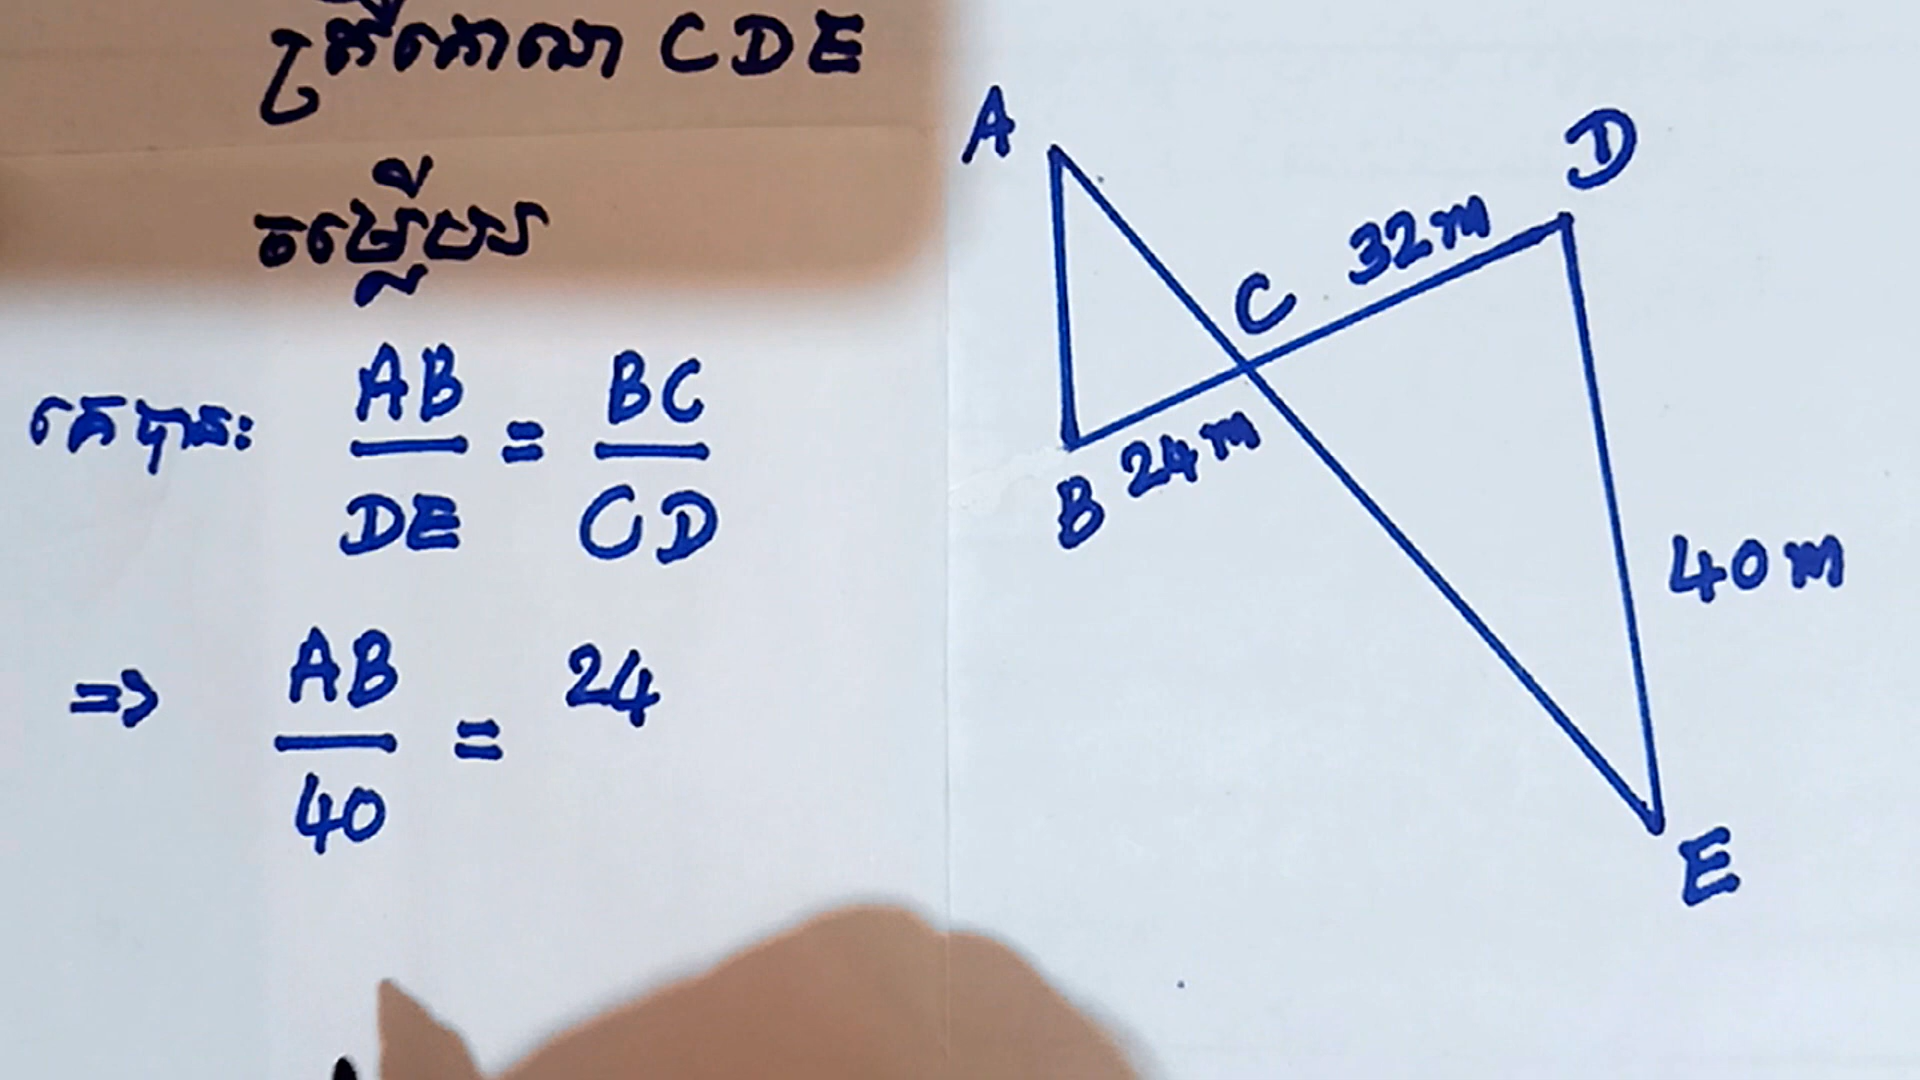 ត្រីកោណ CDE
ចម្លើយ
គេបាន: AB/DE = BC/CD
=> AB/40 = 24
A
D
32m
C
24m
B
40m
E